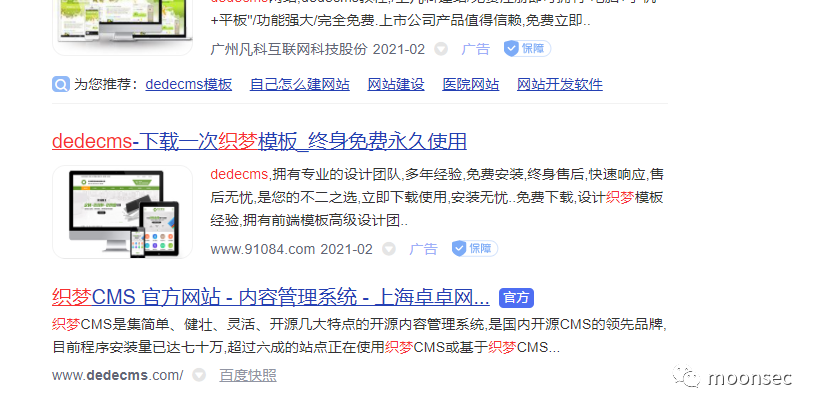 +平板"/功能强大/完全免费.上市公司产品值得信赖,免费立即..
广州凡科互联网科技股份 2021-02 广告 保障
为您推荐: dedecms模板 自己怎么建网站 网站建设 医院网站 网站开发软件
dedecms-下载一次织梦模板_终身免费永久使用
dedecms,拥有专业的设计团队,多年经验,免费安装,终身售后,快速响应,售
后无忧,是您的不二之选,立即下载使用,安装无忧..免费下载,设计织梦模板
经验,拥有前端模板高级设计团..
www.91084.com 2021-02 广告 保障
织梦CMS 官方网站 - 内容管理系统 - 上海卓卓网... 官方
织梦CMS是集简单、健壮、灵活、开源几大特点的开源内容管理系统,是国内开源CMS的领先品牌,
目前程序安装量已达七十万,超过六成的站点正在使用织梦CMS或基于织梦CMS...
www.dedecms.com/ 百度快照
moonsec